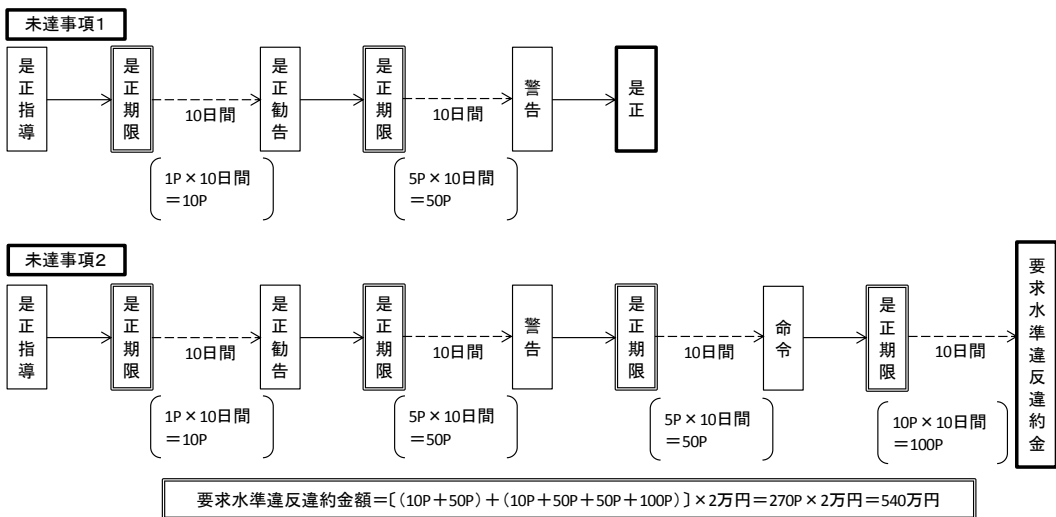 未達事項1
是正指導
是正期限
10日間
是正勧告
是正期限
10日間
警告
是正
1P×10日間
＝10P
5P×10日間
＝50P
未達事項2
是正指導
是正期限
10日間
是正勧告
是正期限
10日間
警告
是正期限
10日間
命令
是正期限
10日間
要求水準違反違約金
1P×10日間
＝10P
5P×10日間
＝50P
5P×10日間
＝50P
10P×10日間
＝100P
要求水準違反違約金額＝〔(10P＋50P)＋(10P＋50P＋50P＋100P)〕×2万円＝270P×2万円＝540万円